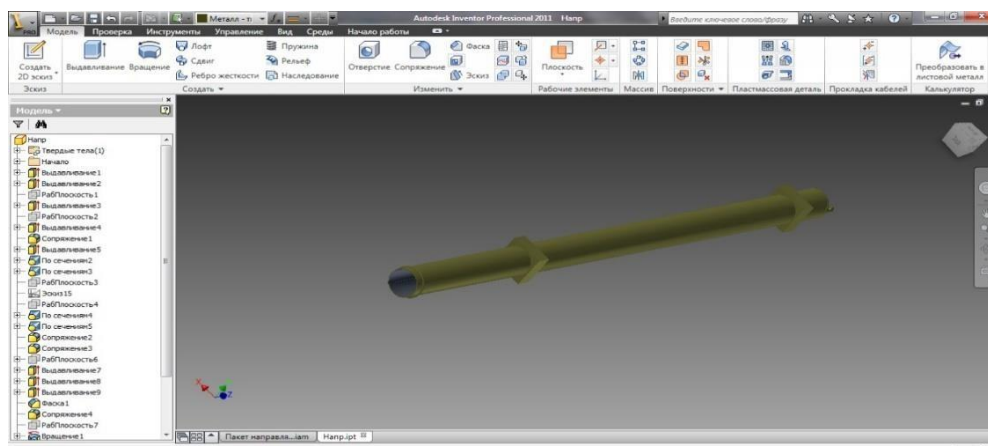 Металл - ті Autodesk Inventor Professional 2011 Напр Введите ключевое слово/фразу
PRO Модель Проверка Инструменты Управление Вид Среды Начало работы
Создать 2D эскиз Выдавливание Вращение
Лофт
Сдвиг
Ребро жесткости
Пружина
Рельеф
Наследование
Отверстие Сопряжение
Фаска
Эскиз
Плоскость
Преобразовать в листовой металл
Эскиз Создать Изменить Рабочие элементы Массив Поверхности Пластмассовая деталь Прокладка кабелей Калькулятор
Модель
Напр
Твердые тела(1)
Начало
Выдавливание1
Выдавливание2
РабПлоскость1
Выдавливание3
РабПлоскость2
Выдавливание4
Сопряжение1
Выдавливание5
По сечениям2
По сечениям3
РабПлоскость3
Эскиз15
РабПлоскость4
По сечениям4
По сечениям5
Сопряжение2
Сопряжение3
РабПлоскость6
Выдавливание7
Выдавливание8
Выдавливание9
Фаска1
Сопряжение4
РабПлоскость7
Вращение1
X
Z
Пакет направля...iam Напр.ipt